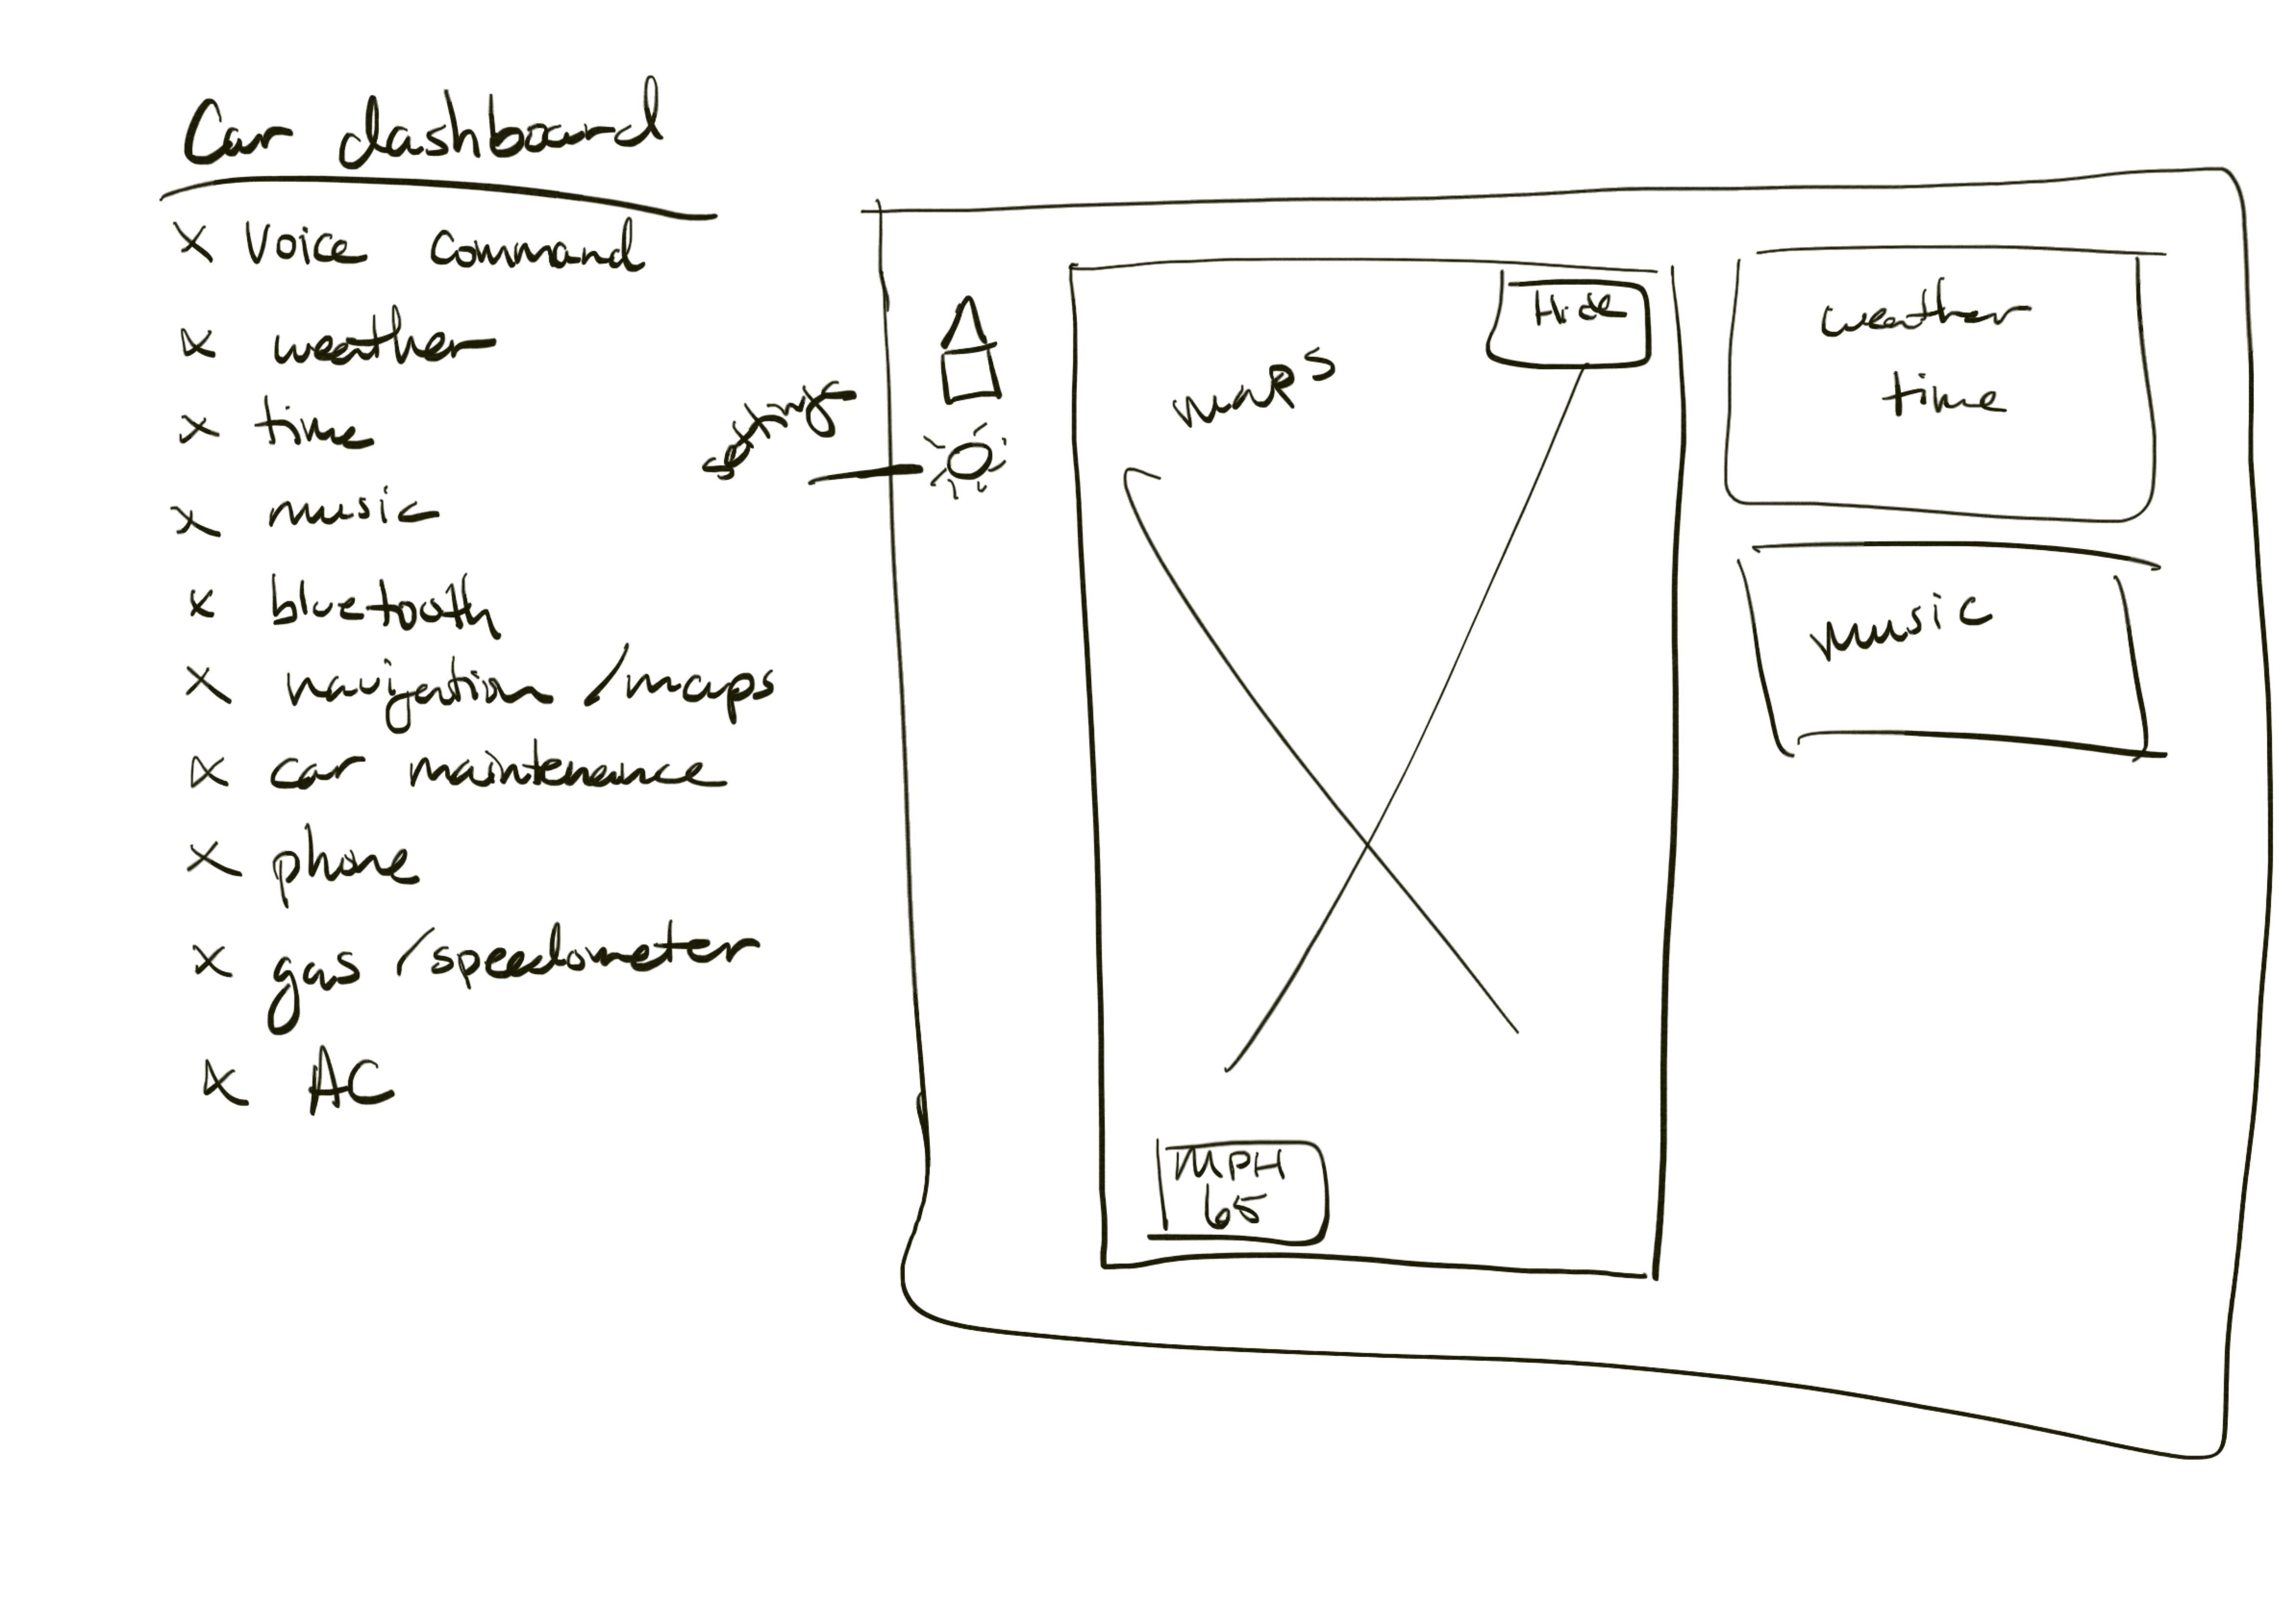 Car dashboard
x Voice Command
x weather
x time
x music
x bluetooth
x navigation / maps
x car maintenance
x phone
x gas / speedometer
x AC
settings
Hide
MAPS
MPH
65
weather
time
Music